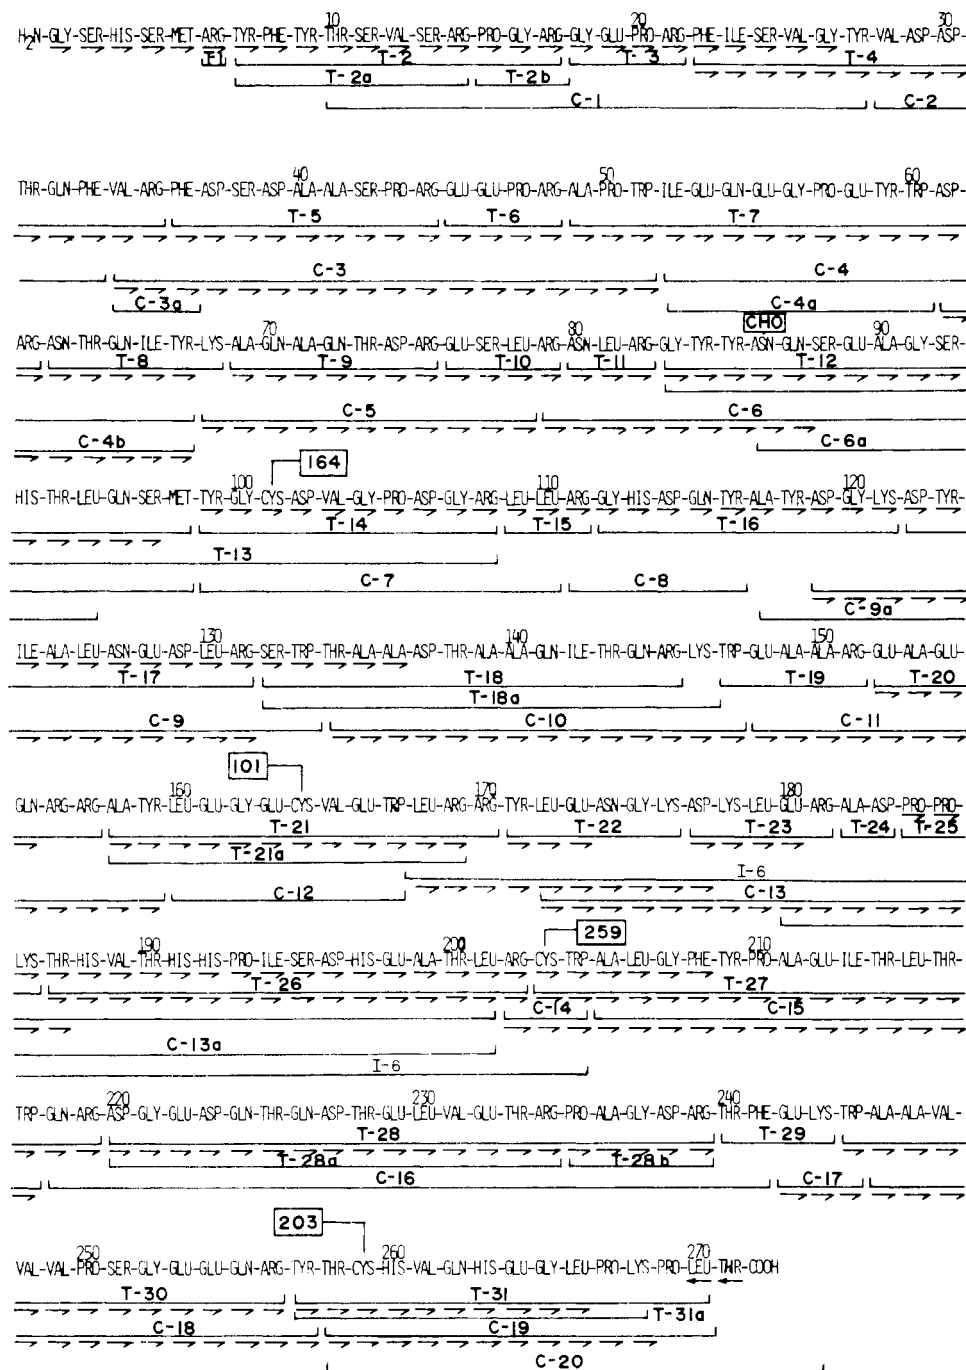 10 20 30
H2N-GLY-SER-HIS-SER-MET-ARG-TYR-PHE-TYR-THR-SER-VAL-SER-ARG-PRO-GLY-ARG-GLY-GLU-PRO-ARG-PHE-ILE-SER-VAL-GLY-TYR-VAL-ASP-ASP-
T-1 T-2 T-3 T-4
T-2a T-2b
C-1 C-2
40 50 60
THR-GLN-PHE-VAL-ARG-PHE-ASP-SER-ASP-ALA-ALA-SER-PRO-ARG-GLU-GLU-PRO-ARG-ALA-PRO-TRP-ILE-GLU-GLN-GLU-GLY-PRO-GLU-TYR-TRP-ASP-
T-5 T-6 T-7
C-3 C-4
C-3a C-4a
70 80 CHO 90
ARG-ASN-THR-GLN-ILE-TYR-LYS-ALA-GLN-ALA-GLN-THR-ASP-ARG-GLU-SER-LEU-ARG-ASN-LEU-ARG-GLY-TYR-TYR-ASN-GLN-SER-GLU-ALA-GLY-SER-
T-8 T-9 T-10 T-11 T-12
C-5 C-6
C-4b C-6a
164
100 110 120
HIS-THR-LEU-GLN-SER-MET-TYR-GLY-CYS-ASP-VAL-GLY-PRO-ASP-GLY-ARG-LEU-LEU-ARG-GLY-HIS-ASP-GLN-TYR-ALA-TYR-ASP-GLY-LYS-ASP-TYR-
T-14 T-15 T-16
T-13
C-7 C-8
C-9a
130 140 150
ILE-ALA-LEU-ASN-GLU-ASP-LEU-ARG-SER-TRP-THR-ALA-ALA-ASP-THR-ALA-ALA-GLN-ILE-THR-GLN-ARG-LYS-TRP-GLU-ALA-ALA-ARG-GLU-ALA-GLU-
T-17 T-18 T-19 T-20
T-18a
C-9 C-10 C-11
101
160 170 180
GLN-ARG-ARG-ALA-TYR-LEU-GLU-GLY-GLU-CYS-VAL-GLU-TRP-LEU-ARG-ARG-TYR-LEU-GLU-ASN-GLY-LYS-ASP-LYS-LEU-GLU-ARG-ALA-ASP-PRO-PRO-
T-21 T-22 T-23 T-24 T-25
T-21a
I-6
C-12 C-13
259
190 200 210
LYS-THR-HIS-VAL-THR-HIS-HIS-PRO-ILE-SER-ASP-HIS-GLU-ALA-THR-LEU-ARG-CYS-TRP-ALA-LEU-GLY-PHE-TYR-PRO-ALA-GLU-ILE-THR-LEU-THR-
T-26 T-27
C-14 C-15
C-13a
I-6
220 230 240
TRP-GLN-ARG-ASP-GLY-GLU-ASP-GLN-THR-GLN-ASP-THR-GLU-LEU-VAL-GLU-THR-ARG-PRO-ALA-GLY-ASP-ARG-THR-PHE-GLU-LYS-TRP-ALA-ALA-VAL-
T-28 T-29
T-28a T-28b
C-16 C-17
203
250 260 270
VAL-VAL-PRO-SER-GLY-GLU-GLU-GLN-ARG-TYR-THR-CYS-HIS-VAL-GLN-HIS-GLU-GLY-LEU-PRO-LYS-PRO-LEU-THR-COOH
T-30 T-31
T-31a
C-18 C-19
C-20